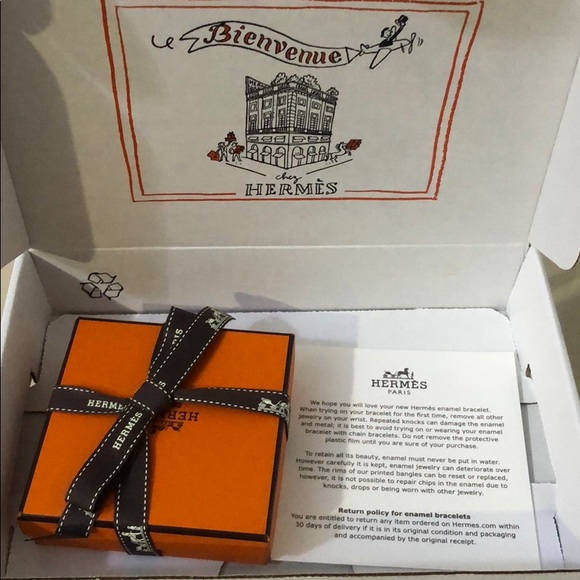 Bienvenue
chez
HERMÈS
HERMÈS
HERMÈS
HERMÈS
PARIS
We hope you will love your new Hermès enamel bracelet.
When trying on your bracelet for the first time, remove all other
jewelry on your wrist. Repeated knocks can damage the enamel
and metal; it is best to avoid trying on or wearing your enamel
bracelet with chain bracelets. Do not remove the protective
plastic film until you are sure of your purchase.
To retain all its beauty, enamel must never be put in water.
However carefully it is kept, enamel jewelry can deteriorate over
time. The rims of our printed bangles can be reset or replaced,
however, it is not possible to repair chips in the enamel due to
knocks, drops or being worn with other jewelry.
Return policy for enamel bracelets
You are entitled to return any item ordered on Hermes.com within
30 days of delivery if it is in its original condition and packaging
and accompanied by the original receipt.